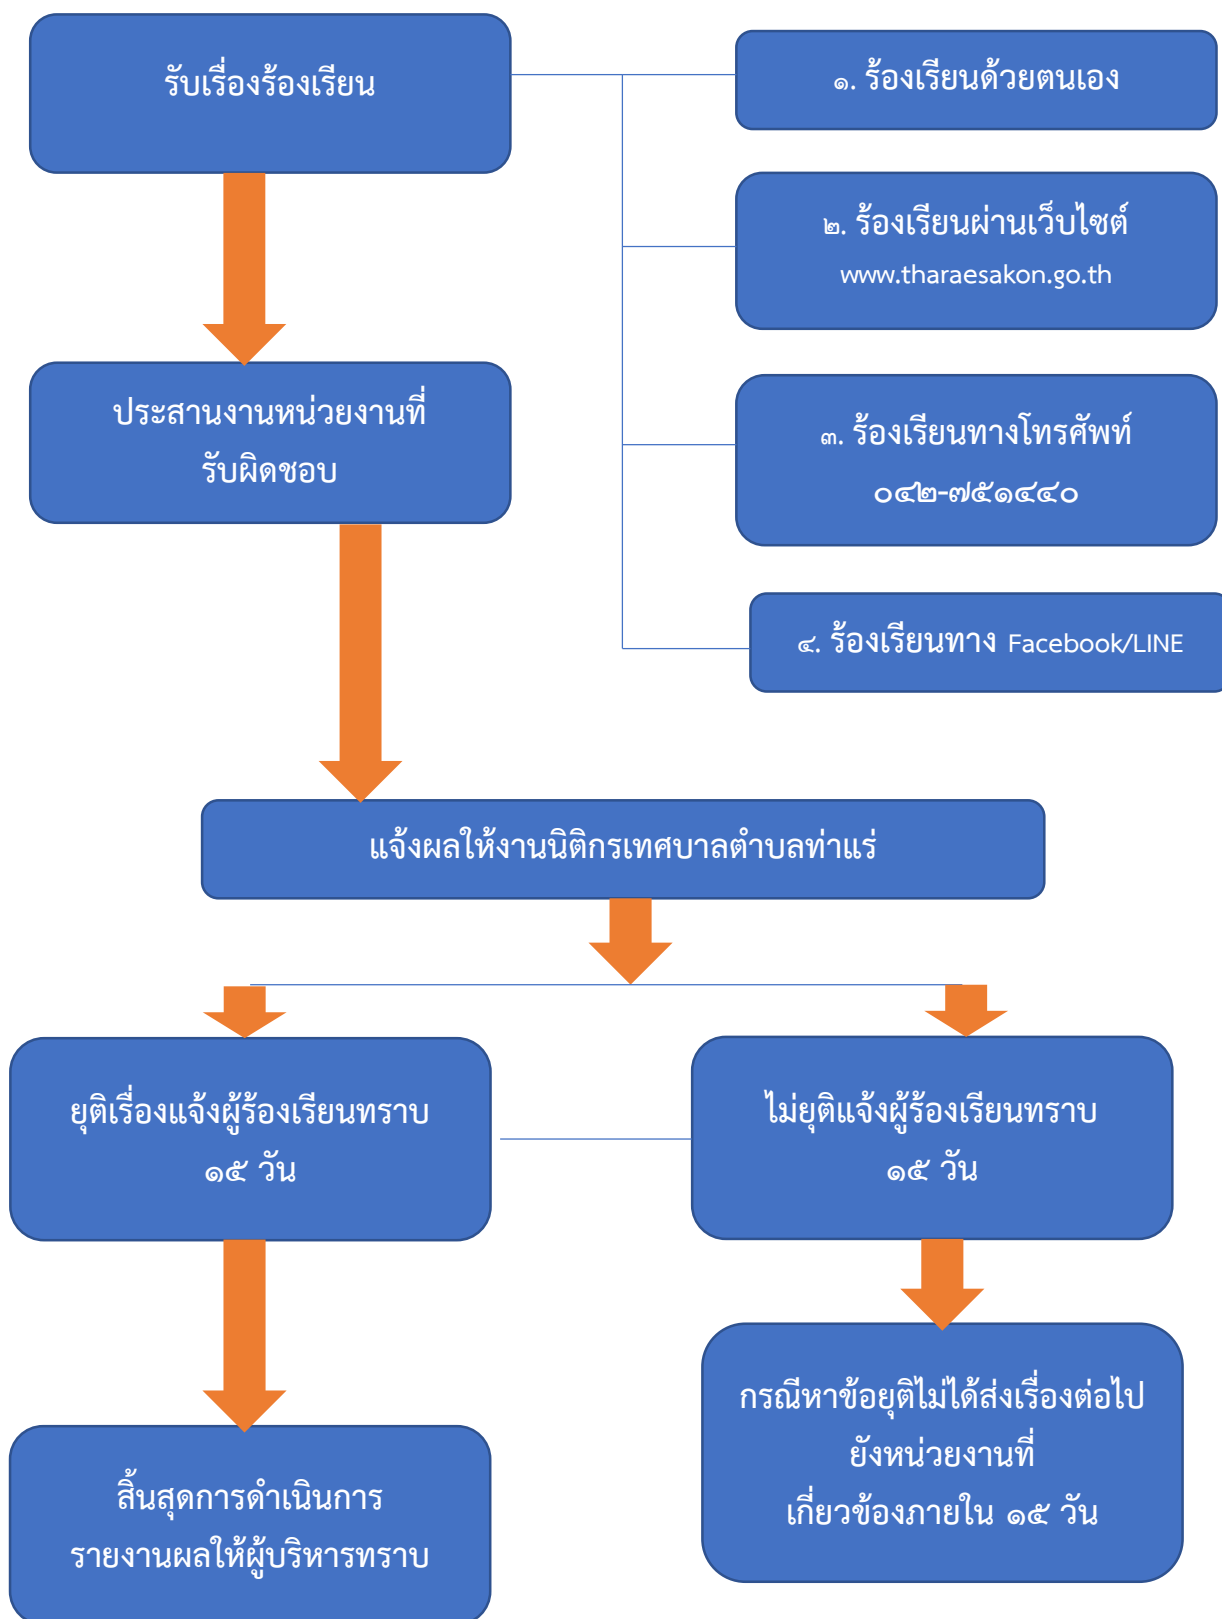 รับเรื่องร้องเรียน
๑. ร้องเรียนด้วยตนเอง
๒. ร้องเรียนผ่านเว็บไซต์
www.tharaesakon.go.th
ประสานงานหน่วยงานที่
รับผิดชอบ
๓. ร้องเรียนทางโทรศัพท์
๐๔๒-๗๕๑๔๔๐
๔. ร้องเรียนทาง Facebook/LINE
แจ้งผลให้งานนิติกรเทศบาลตำบลท่าแร่
ยุติเรื่องแจ้งผู้ร้องเรียนทราบ
๑๕ วัน
ไม่ยุติแจ้งผู้ร้องเรียนทราบ
๑๕ วัน
กรณีหาข้อยุติไม่ได้ส่งเรื่องต่อไป
ยังหน่วยงานที่
เกี่ยวข้องภายใน ๑๕ วัน
สิ้นสุดการดำเนินการ
รายงานผลให้ผู้บริหารทราบ